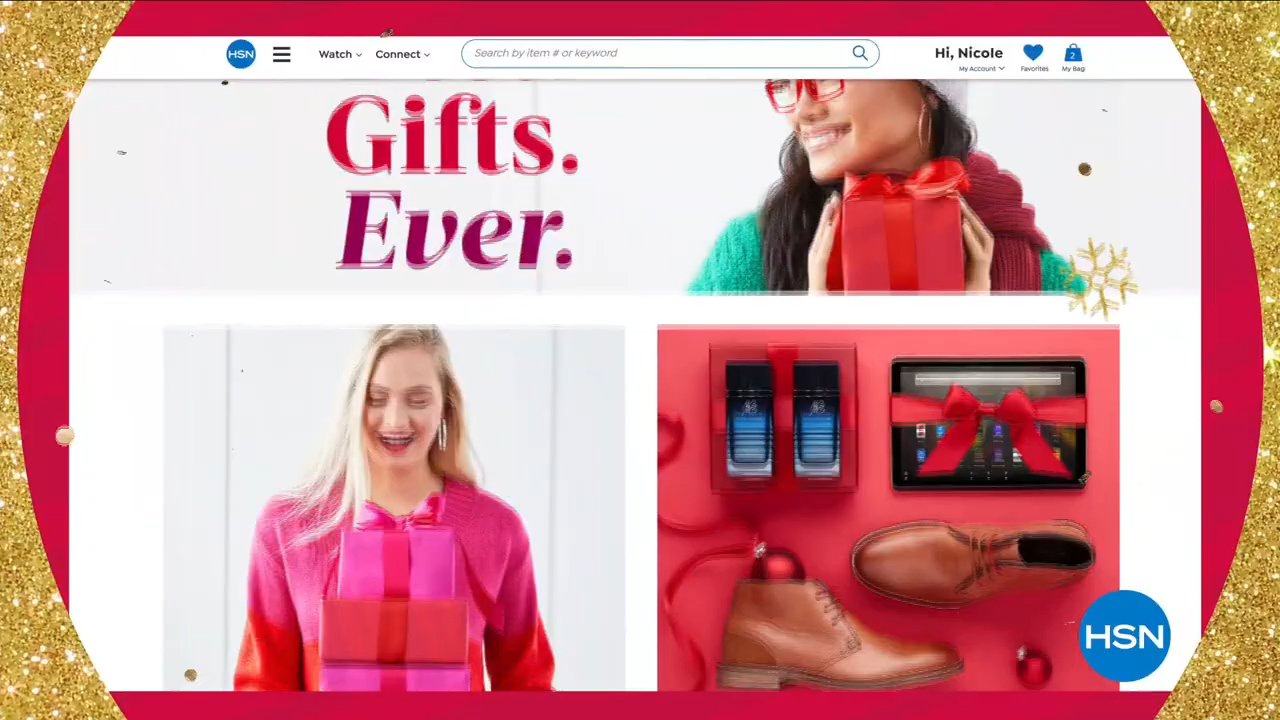 HSN
Watch
Connect
Search by item # or keyword
Hi, Nicole
My Account
Favorites
2
My Bag
Gifts.
Ever.
HSN